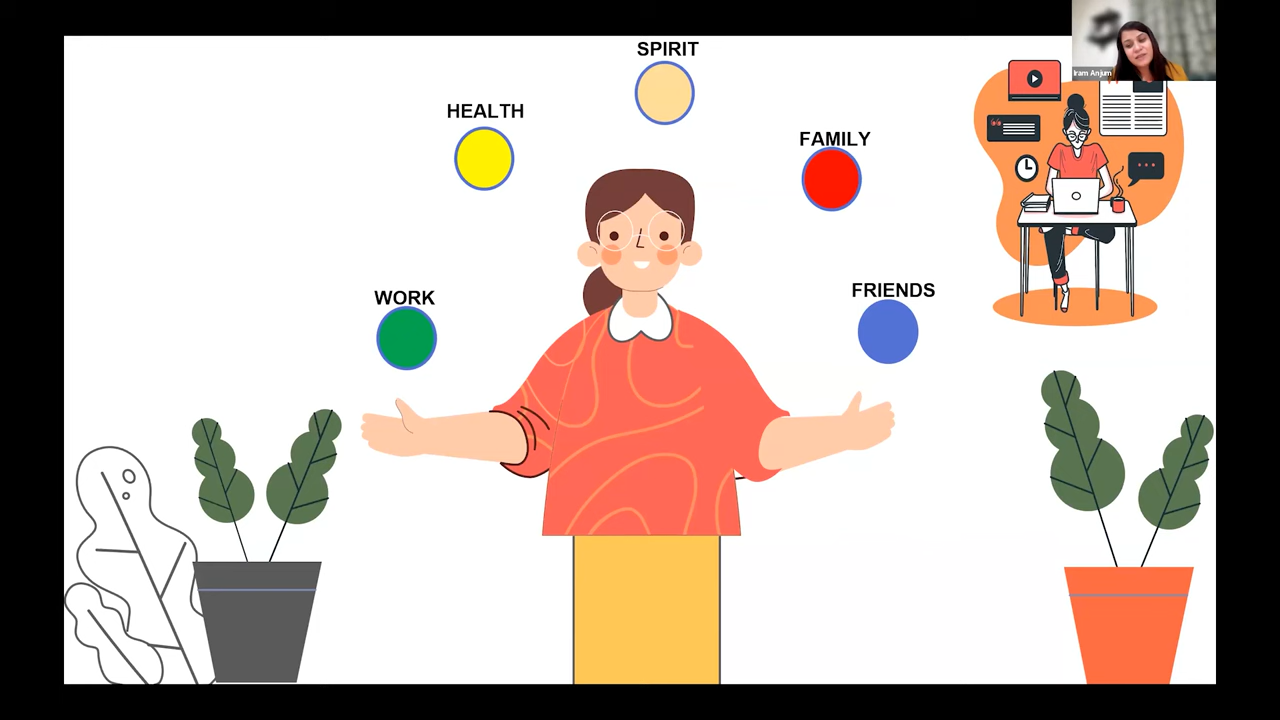 SPIRIT
HEALTH
FAMILY
WORK
FRIENDS
Iram Anjum